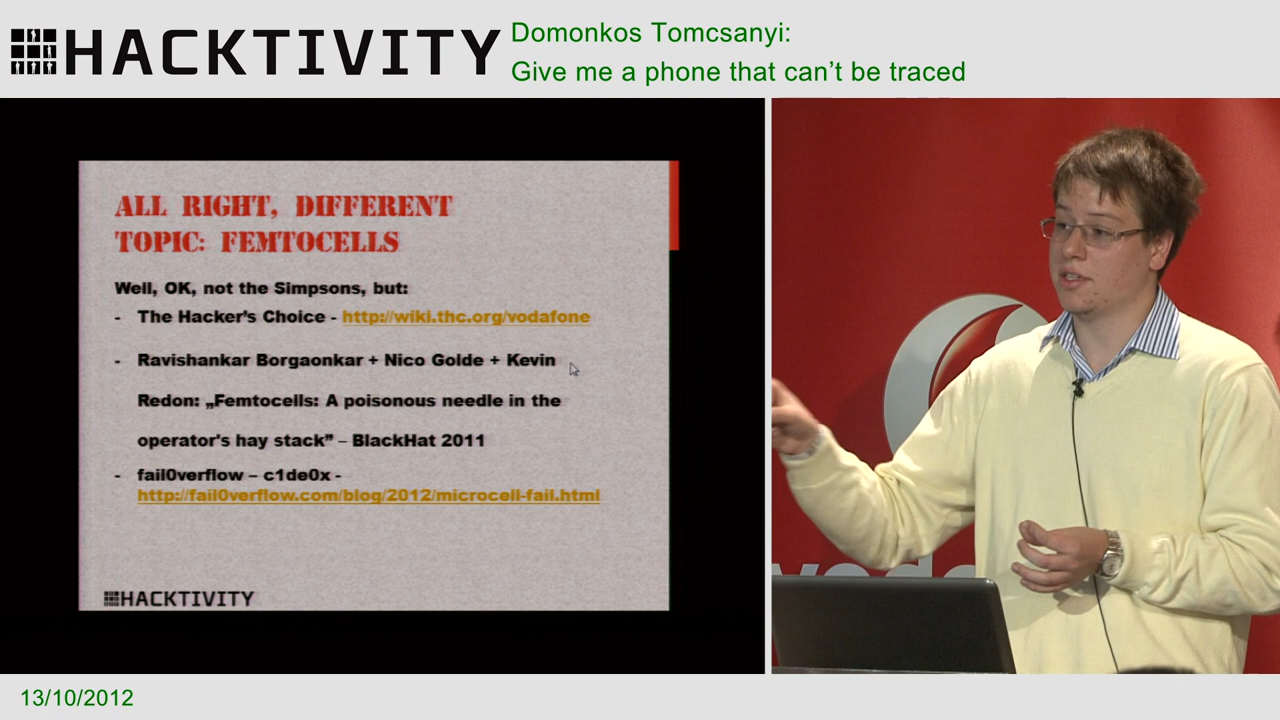 HACKTIVITY
Domonkos Tomcsanyi:
Give me a phone that can't be traced
ALL RIGHT, DIFFERENT
TOPIC: FEMTOCELLS
Well, OK, not the Simpsons, but:
- The Hacker's Choice - http://wiki.thc.org/vodafone
- Ravishankar Borgaonkar + Nico Golde + Kevin
Redon: „Femtocells: A poisonous needle in the
operator's hay stack” – BlackHat 2011
- fail0verflow – c1de0x -
http://fail0verflow.com/blog/2012/microcell-fail.html
HACKTIVITY
13/10/2012